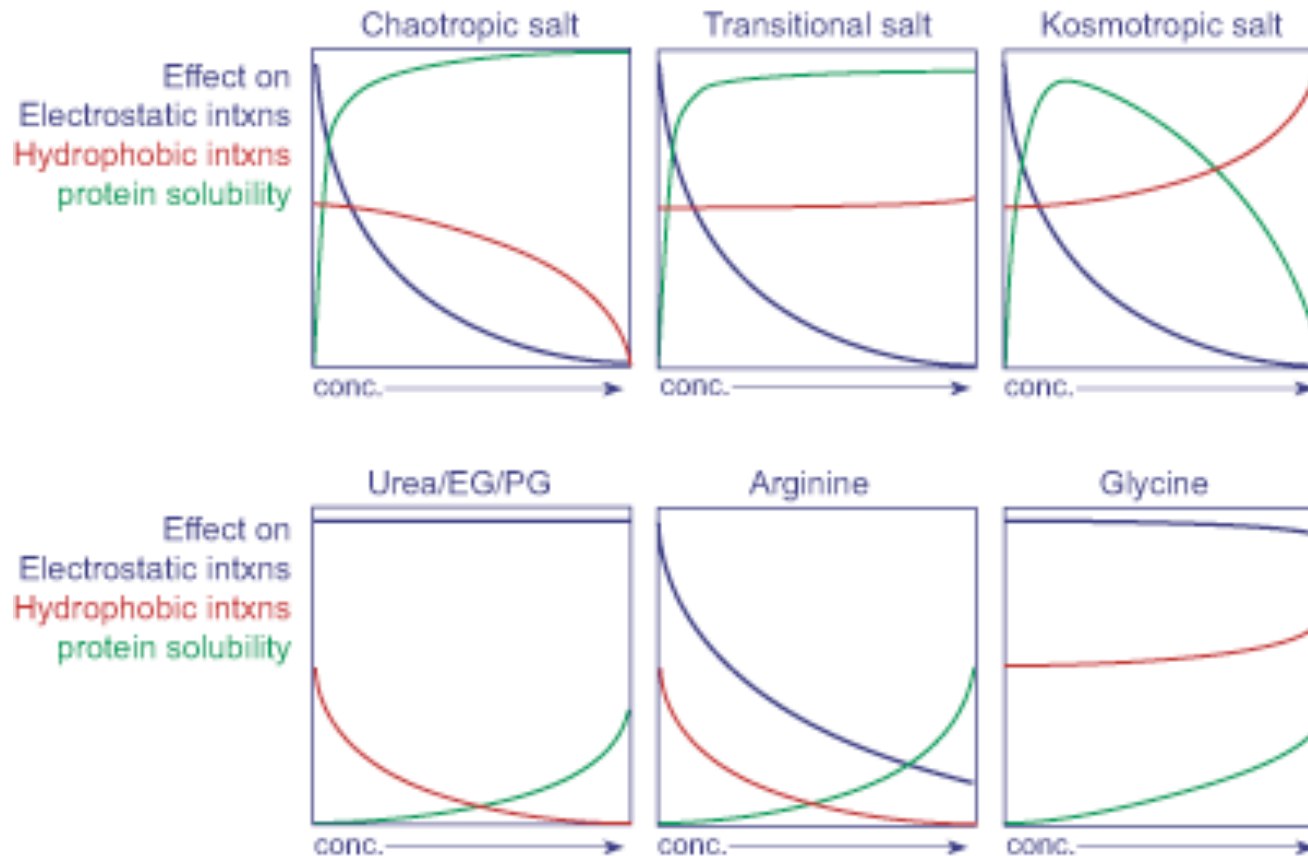 Chaotropic salt
Transitional salt
Kosmotropic salt
Effect on
Electrostatic intxns
Hydrophobic intxns
protein solubility
conc.
conc.
conc.
Urea/EG/PG
Arginine
Glycine
Effect on
Electrostatic intxns
Hydrophobic intxns
protein solubility
conc.
conc.
conc.